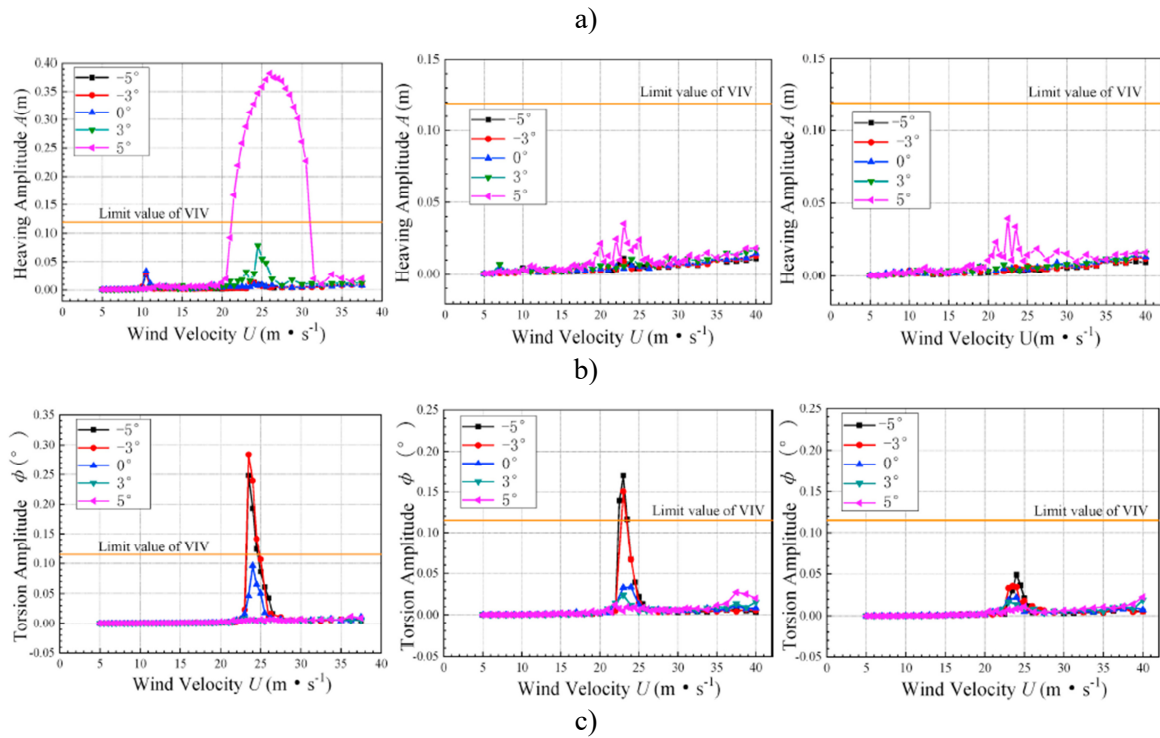 a)
0.40
0.35
0.30
0.25
0.20
0.15
0.10
0.05
0.00
Heaving Amplitude A(m)
−5°
−3°
0°
3°
5°
Limit value of VIV
0 5 10 15 20 25 30 35 40
Wind Velocity U (m • s⁻¹)
0.15
0.10
0.05
0.00
Heaving Amplitude A (m)
Limit value of VIV
−5°
−3°
0°
3°
5°
0 5 10 15 20 25 30 35 40
Wind Velocity U (m • s⁻¹)
0.15
0.10
0.05
0.00
Heaving Amplitude A (m)
Limit value of VIV
−5°
−3°
0°
3°
5°
0 5 10 15 20 25 30 35 40
Wind Velocity U(m • s⁻¹)
b)
0.35
0.30
0.25
0.20
0.15
0.10
0.05
0.00
-0.05
Torsion Amplitude ϕ (°)
−5°
−3°
0°
3°
5°
Limit value of VIV
0 5 10 15 20 25 30 35 40
Wind Velocity U (m • s⁻¹)
0.25
0.20
0.15
0.10
0.05
0.00
-0.05
Torsion Amplitude ϕ (°)
−5°
−3°
0°
3°
5°
Limit value of VIV
0 5 10 15 20 25 30 35 40
Wind Velocity U (m • s⁻¹)
0.25
0.20
0.15
0.10
0.05
0.00
-0.05
Torsion Amplitude ϕ (°)
−5°
−3°
0°
3°
5°
Limit value of VIV
0 5 10 15 20 25 30 35 40
Wind Velocity U (m • s⁻¹)
c)